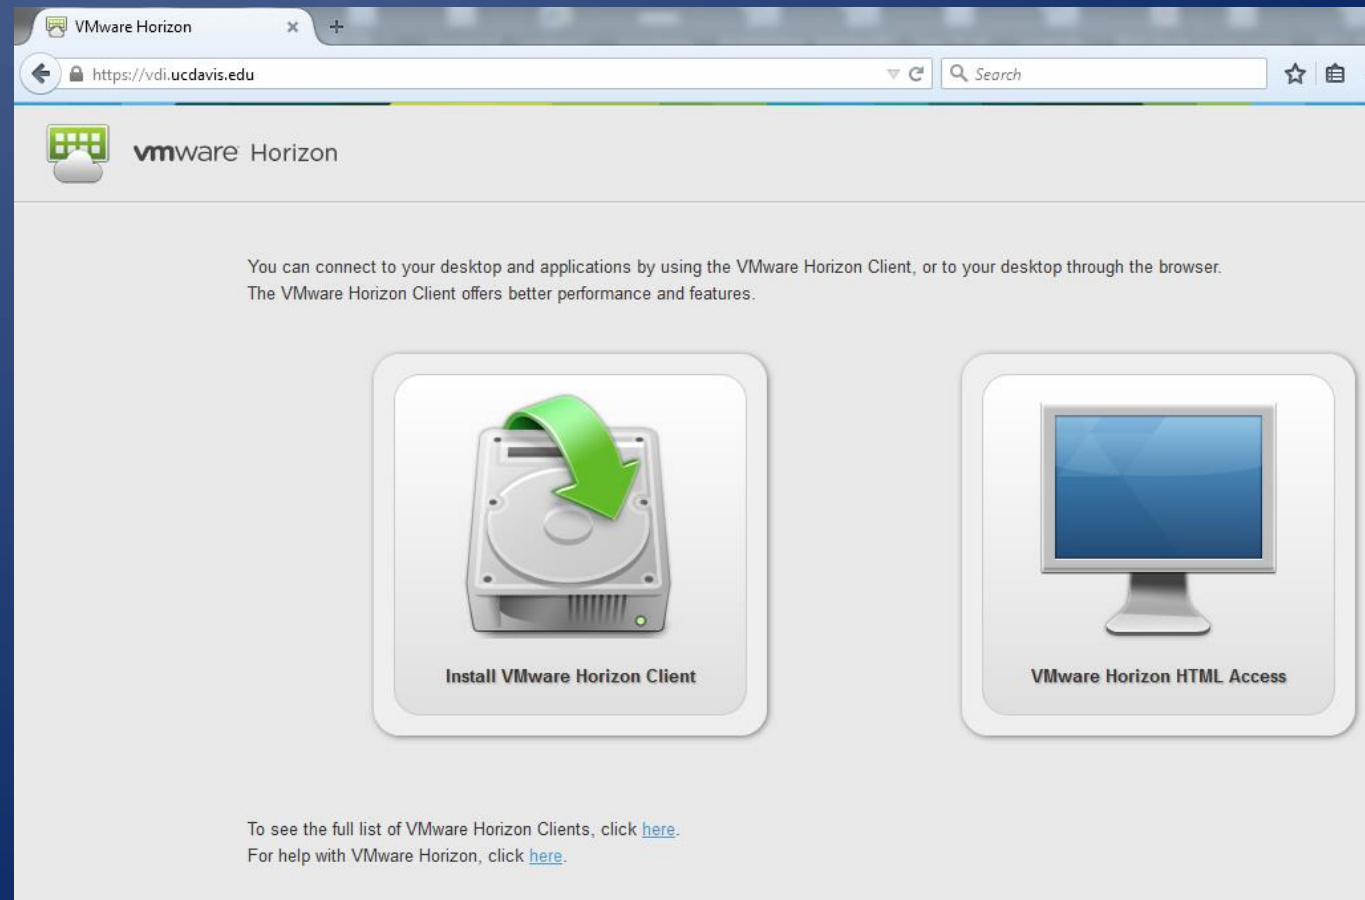 VMware Horizon
https://vdi.ucdavis.edu
Search
vmware Horizon
You can connect to your desktop and applications by using the VMware Horizon Client, or to your desktop through the browser.
The VMware Horizon Client offers better performance and features.
Install VMware Horizon Client
VMware Horizon HTML Access
To see the full list of VMware Horizon Clients, click here.
For help with VMware Horizon, click here.